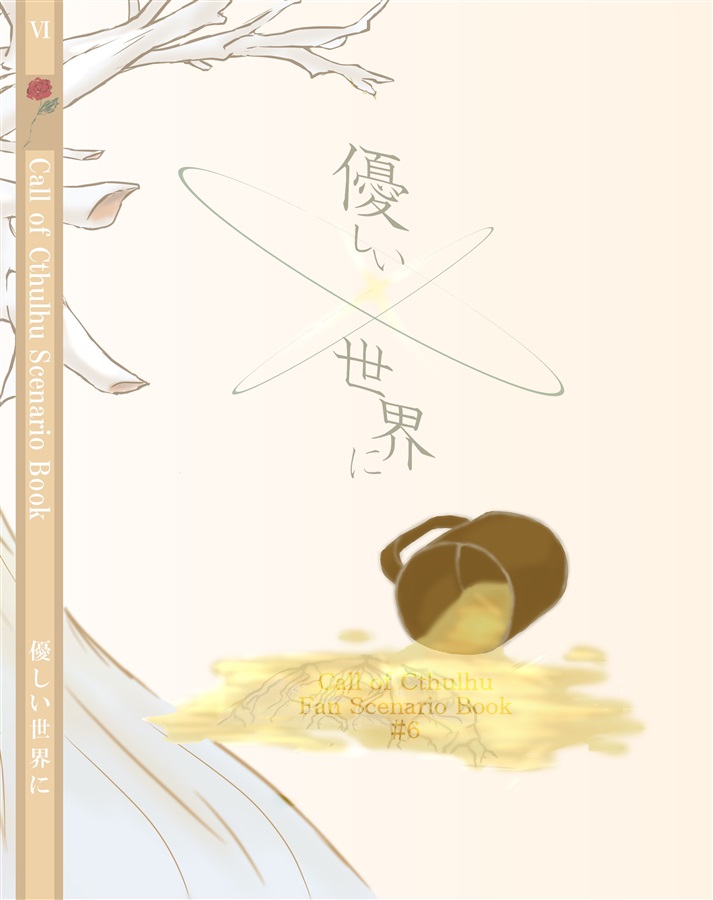 VI
Call of Cthulhu Scenario Book
優しい世界に
優しい
世界に
Call of Cthulhu
Fan Scenario Book
#6